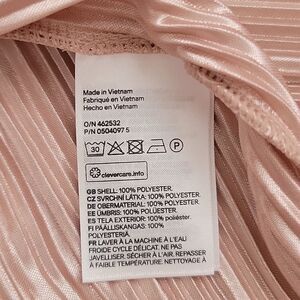 Made in Vietnam
Fabriqué en Vietnam
Hecho en Vietnam
O/N 462532
P/N 0504097 5
30
P
clevercare.info
GB SHELL: 100% POLYESTER.
CZ SVRCHNÍ LÁTKA: 100% POLYESTER.
DE OBERMATERIAL: 100% POLYESTER.
EE ÜMBRIS: 100% POLYESTER.
ES TELA EXTERIOR: 100% POLIÉSTER.
FI PÄÄLLISKANGAS: 100%
POLYESTERIÄ.
FR LAVER À LA MACHINE À L'EAU
FROIDE CYCLE DÉLICAT. NE PAS
JAVELLISER. SÉCHER À L'AIR. REPASSER
À FAIBLE TEMPÉRATURE. NETTOYAGE À